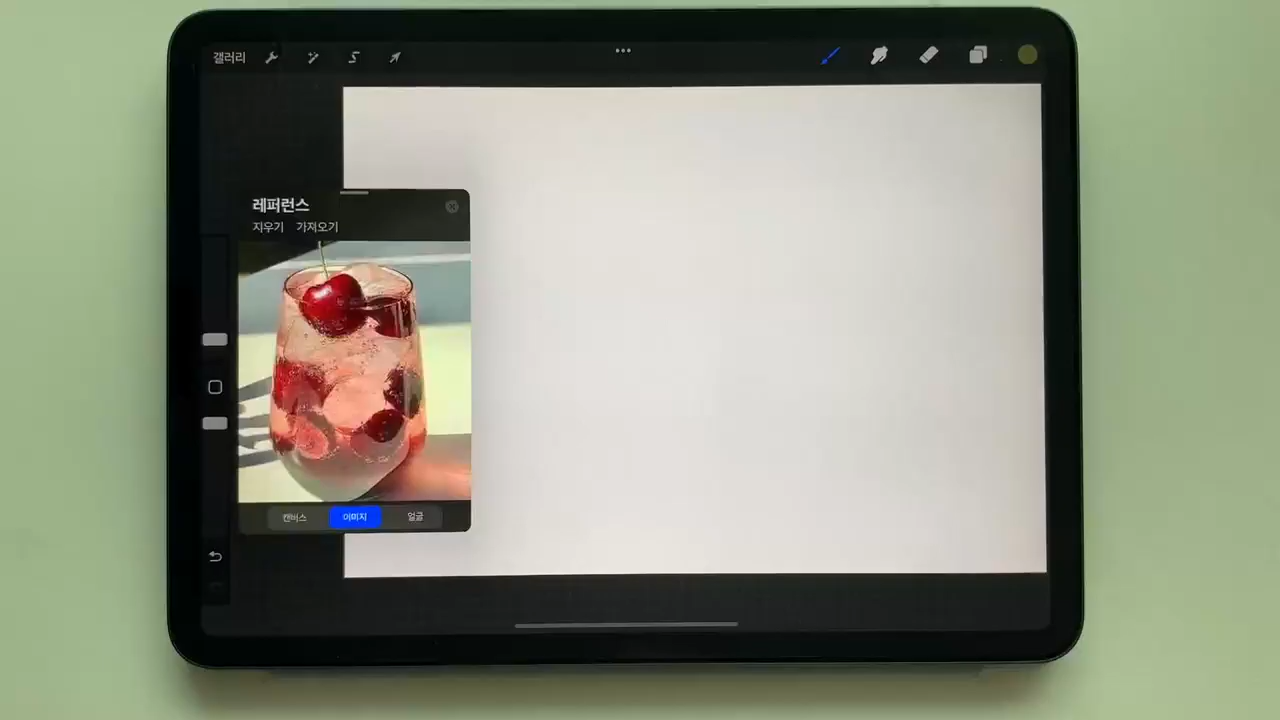 갤러리
레퍼런스
지우기 가져오기
캔버스 이미지 얼굴